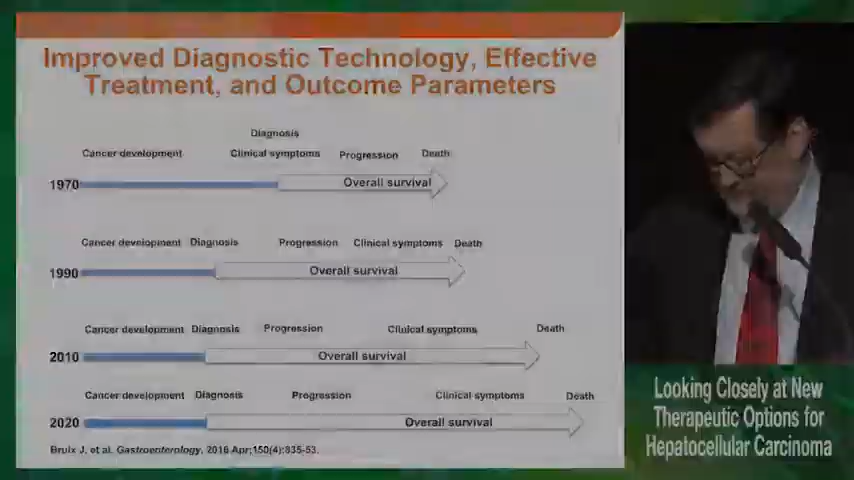 Improved Diagnostic Technology, Effective
Treatment, and Outcome Parameters
Diagnosis
Cancer development Clinical symptoms Progression Death
1970 Overall survival
Cancer development Diagnosis Progression Clinical symptoms Death
1990 Overall survival
Cancer development Diagnosis Progression Clinical symptoms Death
2010 Overall survival
Cancer development Diagnosis Progression Clinical symptoms Death
2020 Overall survival
Bruix J, et al. Gastroenterology. 2016 Apr;150(4):835-53.
Looking Closely at New
Therapeutic Options for
Hepatocellular Carcinoma